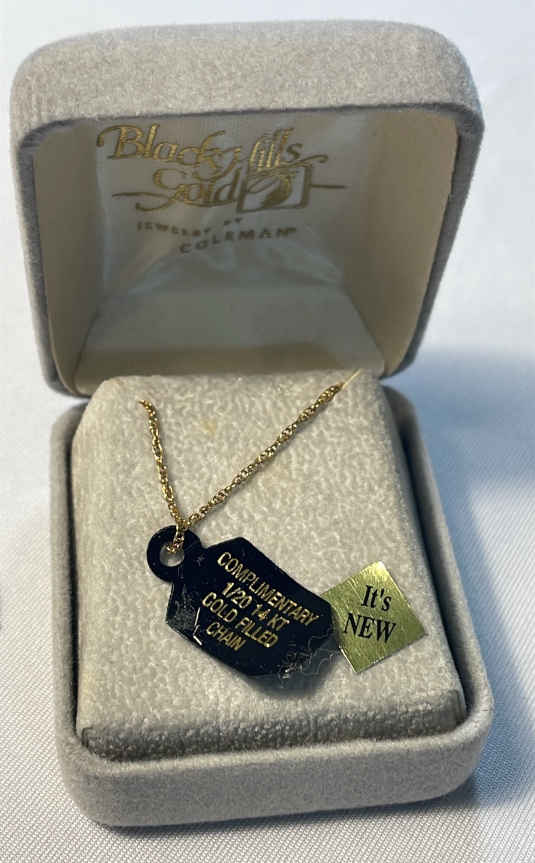 Black Hills
Gold
JEWELRY BY
COLEMAN
COMPLIMENTARY
1/20 14 KT
GOLD FILLED
CHAIN
It's
NEW